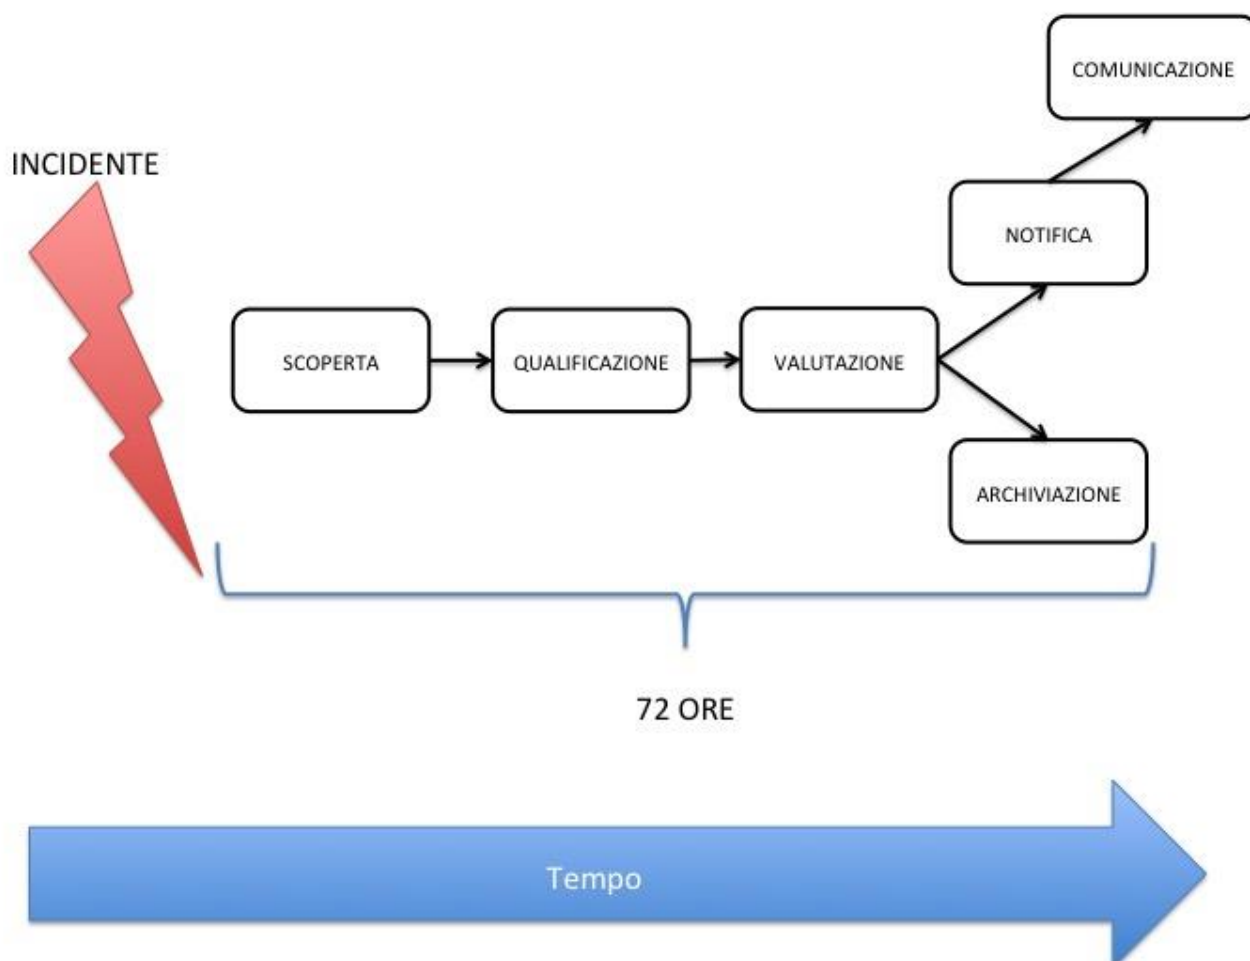 COMUNICAZIONE
INCIDENTE
NOTIFICA
SCOPERTA
QUALIFICAZIONE
VALUTAZIONE
ARCHIVIAZIONE
72 ORE
Tempo